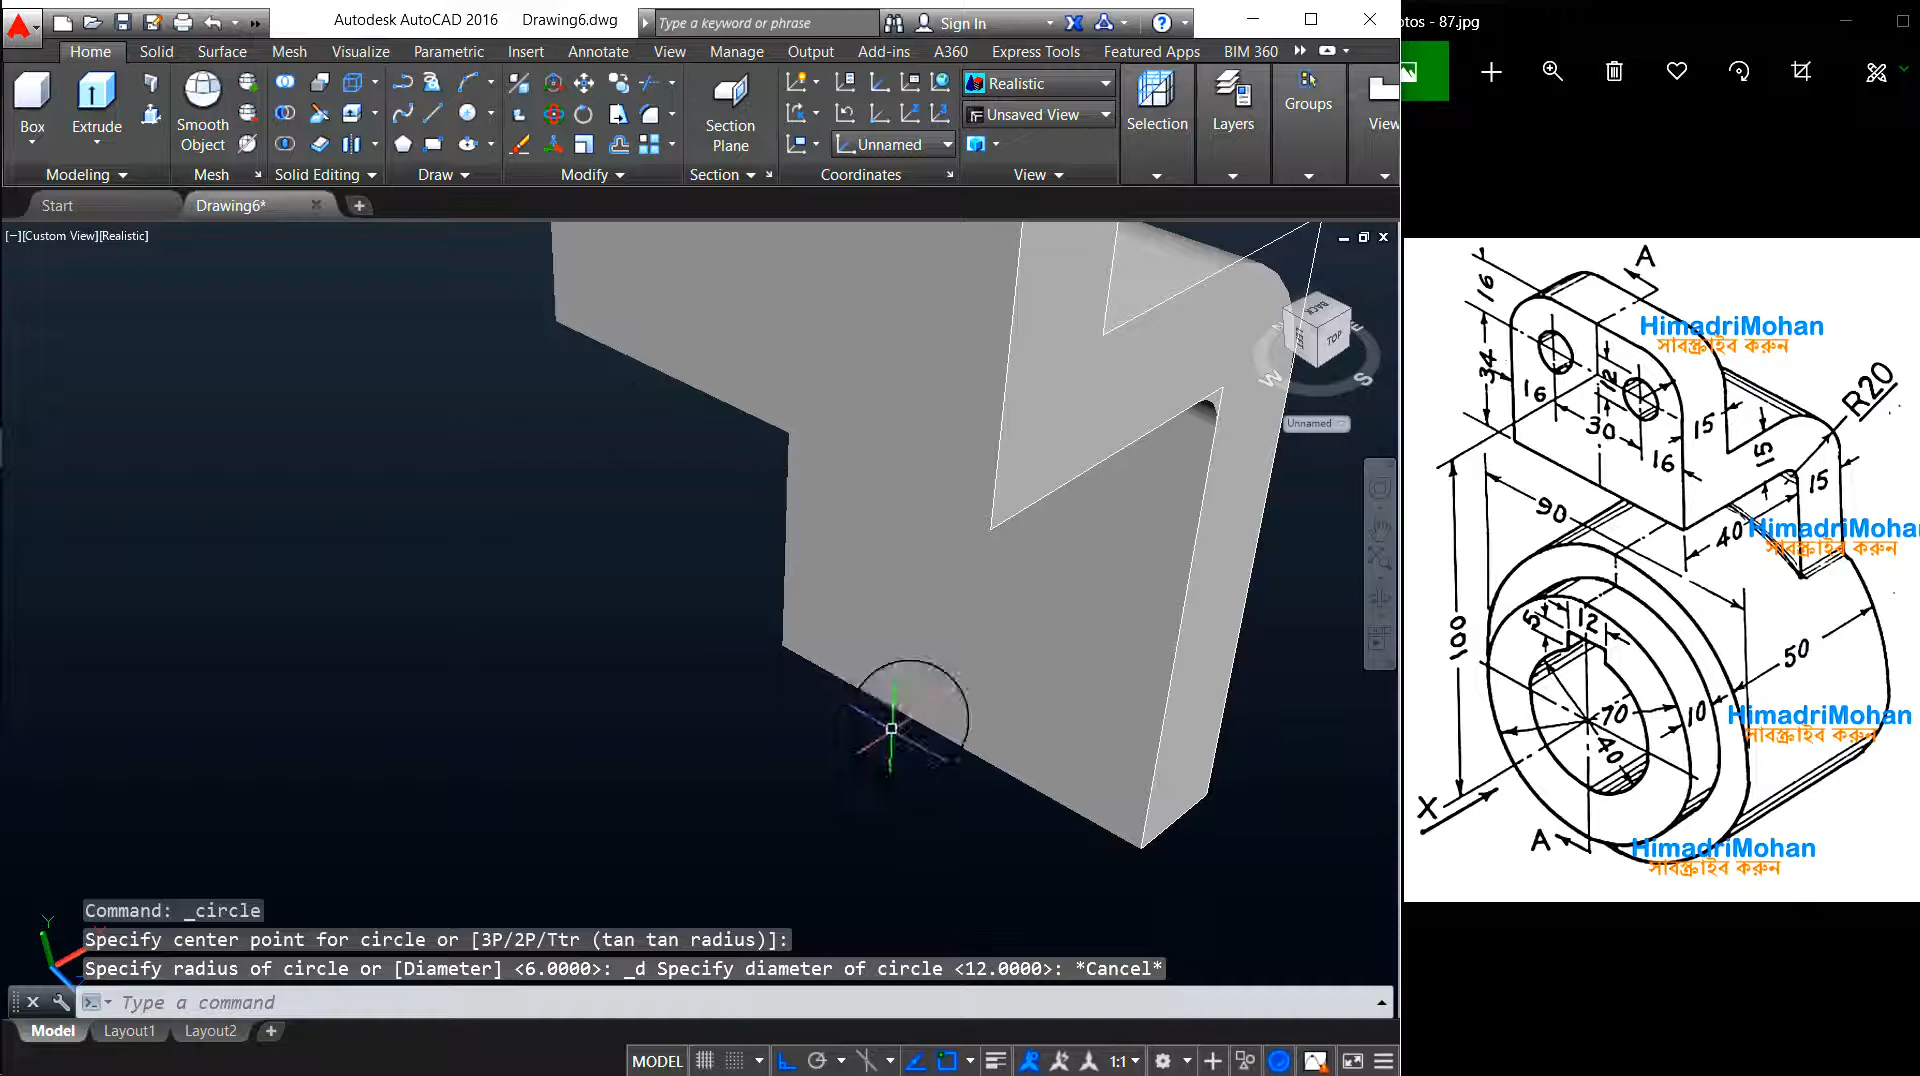 Autodesk AutoCAD 2016 Drawing6.dwg
Type a keyword or phrase
Sign In
otos - 87.jpg
Home Solid Surface Mesh Visualize Parametric Insert Annotate View Manage Output Add-ins A360 Express Tools Featured Apps BIM 360
Box
Extrude
Smooth
Object
Section
Plane
Realistic
Unsaved View
Unnamed
Selection
Layers
Groups
View
Modeling
Mesh
Solid Editing
Draw
Modify
Section
Coordinates
View
Start
Drawing6*
[−][Custom View][Realistic]
BACK
LEFT
TOP
E
W
S
Unnamed
A
16
34
16
12
30
15
16
15
R20
15
90
40
100
5
12
50
70
10
40
X
A
HimadriMohan
সাবস্ক্রাইব করুন
HimadriMohan
সাবস্ক্রাইব করুন
HimadriMohan
সাবস্ক্রাইব করুন
HimadriMohan
সাবস্ক্রাইব করুন
Command: _circle
Specify center point for circle or [3P/2P/Ttr (tan tan radius)]:
Specify radius of circle or [Diameter] <6.0000>: _d Specify diameter of circle <12.0000>: *Cancel*
Type a command
Y
Model Layout1 Layout2
MODEL
1:1